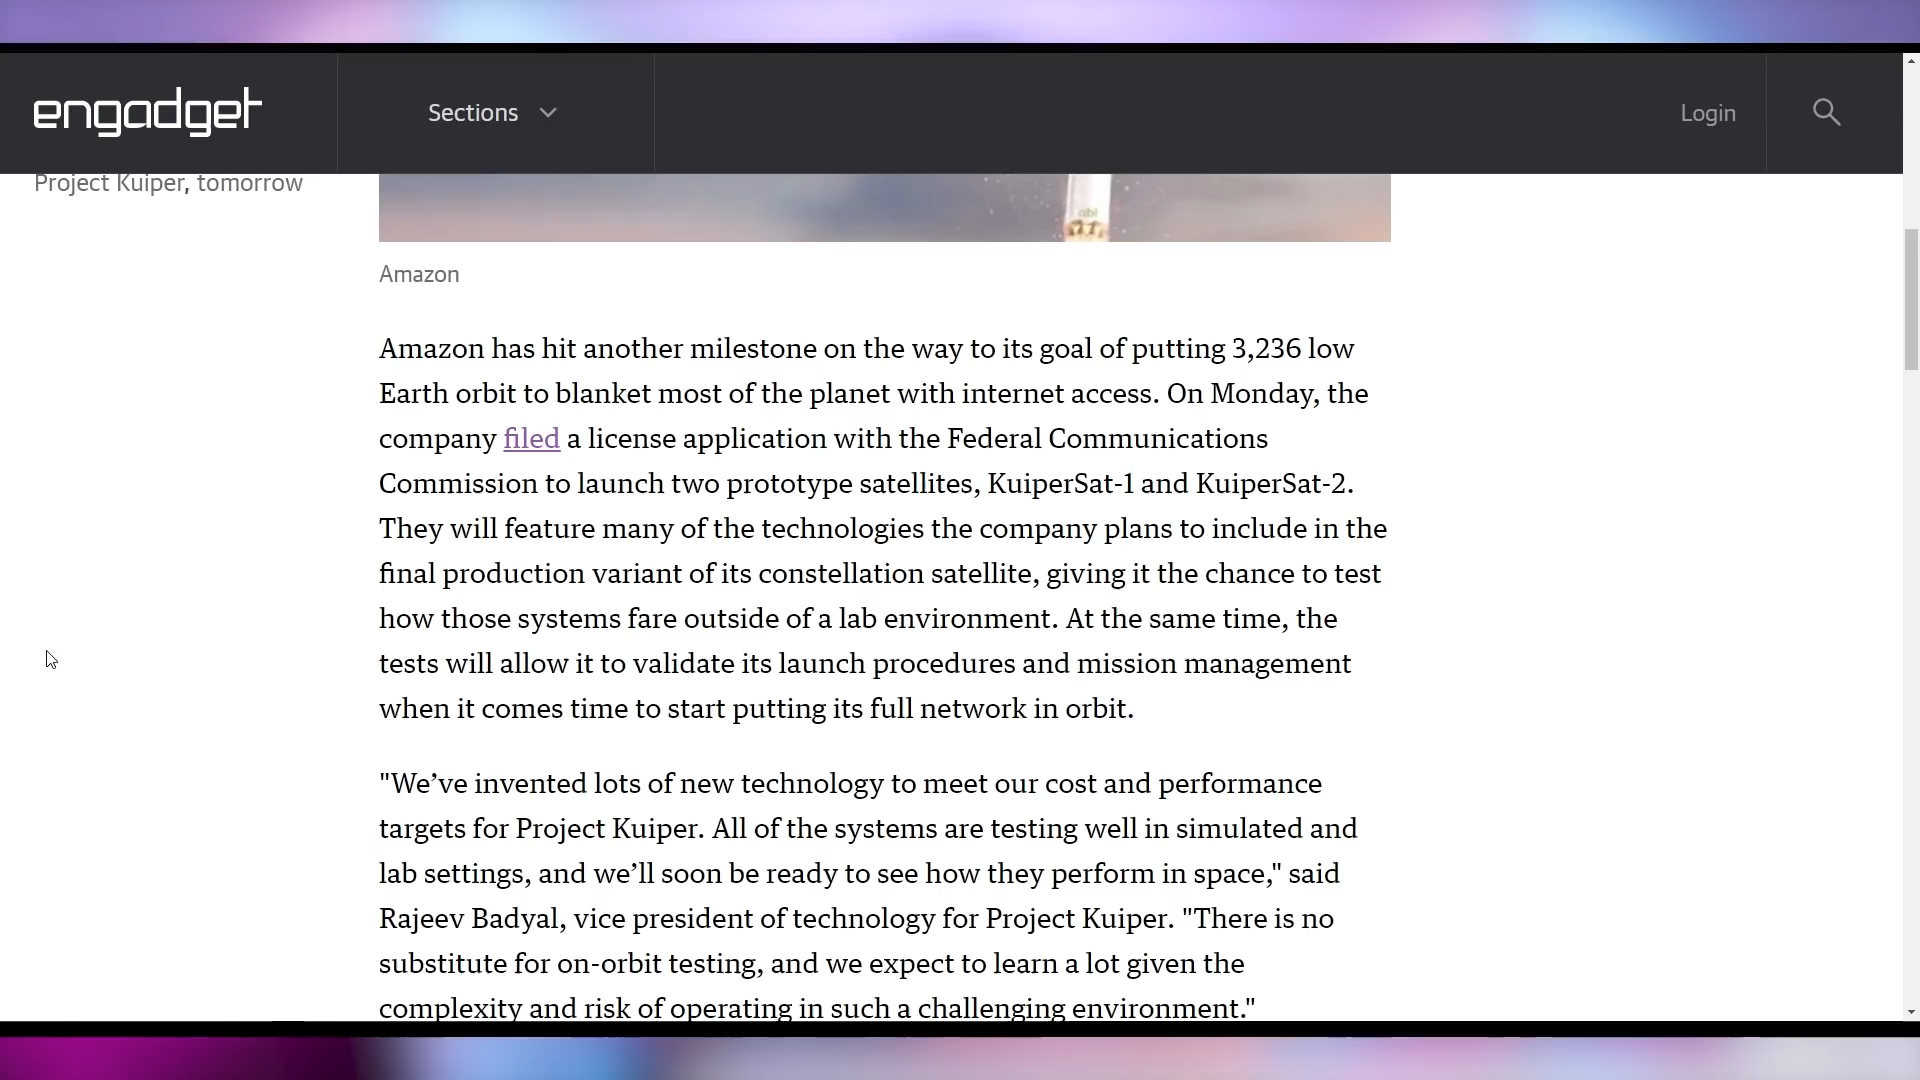 engadget
Sections
Login
Project Kuiper, tomorrow
abl
Amazon
Amazon has hit another milestone on the way to its goal of putting 3,236 low
Earth orbit to blanket most of the planet with internet access. On Monday, the
company filed a license application with the Federal Communications
Commission to launch two prototype satellites, KuiperSat-1 and KuiperSat-2.
They will feature many of the technologies the company plans to include in the
final production variant of its constellation satellite, giving it the chance to test
how those systems fare outside of a lab environment. At the same time, the
tests will allow it to validate its launch procedures and mission management
when it comes time to start putting its full network in orbit.
"We’ve invented lots of new technology to meet our cost and performance
targets for Project Kuiper. All of the systems are testing well in simulated and
lab settings, and we’ll soon be ready to see how they perform in space," said
Rajeev Badyal, vice president of technology for Project Kuiper. "There is no
substitute for on-orbit testing, and we expect to learn a lot given the
complexity and risk of operating in such a challenging environment."